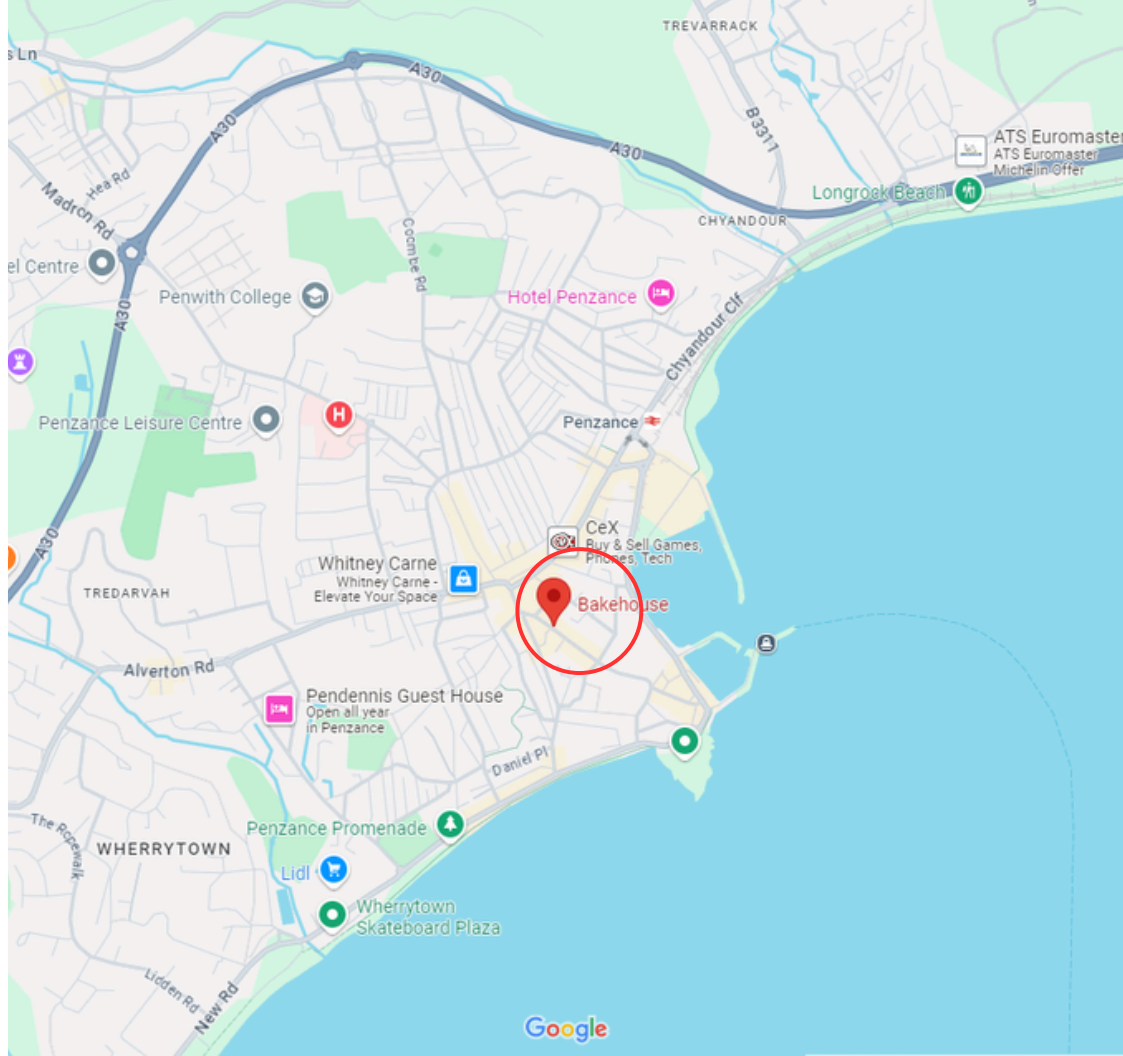 TREVARRACK
s Ln
A30
A30
B3311
A30
ATS Euromaster
ATS Euromaster
Michelin Offer
Hea Rd
Longrock Beach
Madron Rd
CHYANDOUR
Coombe Rd
el Centre
Penwith College
Hotel Penzance
A30
Chyandour Clf
Penzance Leisure Centre
H
Penzance
CeX
Buy & Sell Games,
Phones, Tech
A30
Whitney Carne
Whitney Carne -
Elevate Your Space
TREDARVAH
Bakehouse
Alverton Rd
Pendennis Guest House
Open all year
in Penzance
Daniel Pl
The Ropewalk
Penzance Promenade
WHERRYTOWN
Lidl
Wherrytown
Skateboard Plaza
Lidden Rd
New Rd
Google